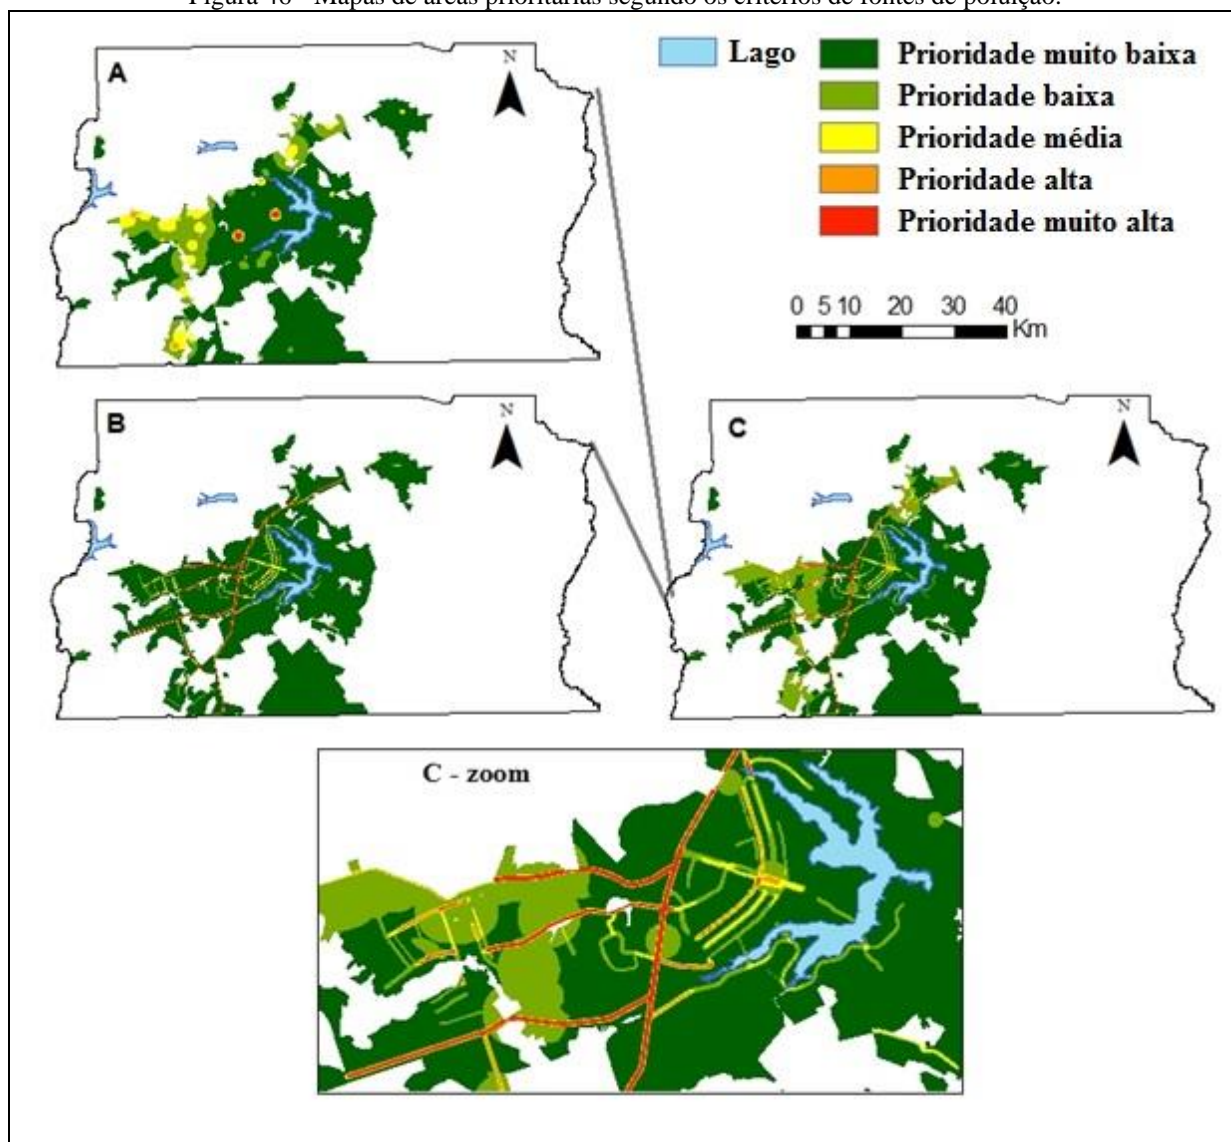 Figura 46 - Mapas de áreas prioritárias segundo os critérios de fontes de poluição.
A
N
Lago
Prioridade muito baixa
Prioridade baixa
Prioridade média
Prioridade alta
Prioridade muito alta
0 5 10 20 30 40
Km
B
N
C
N
C - zoom